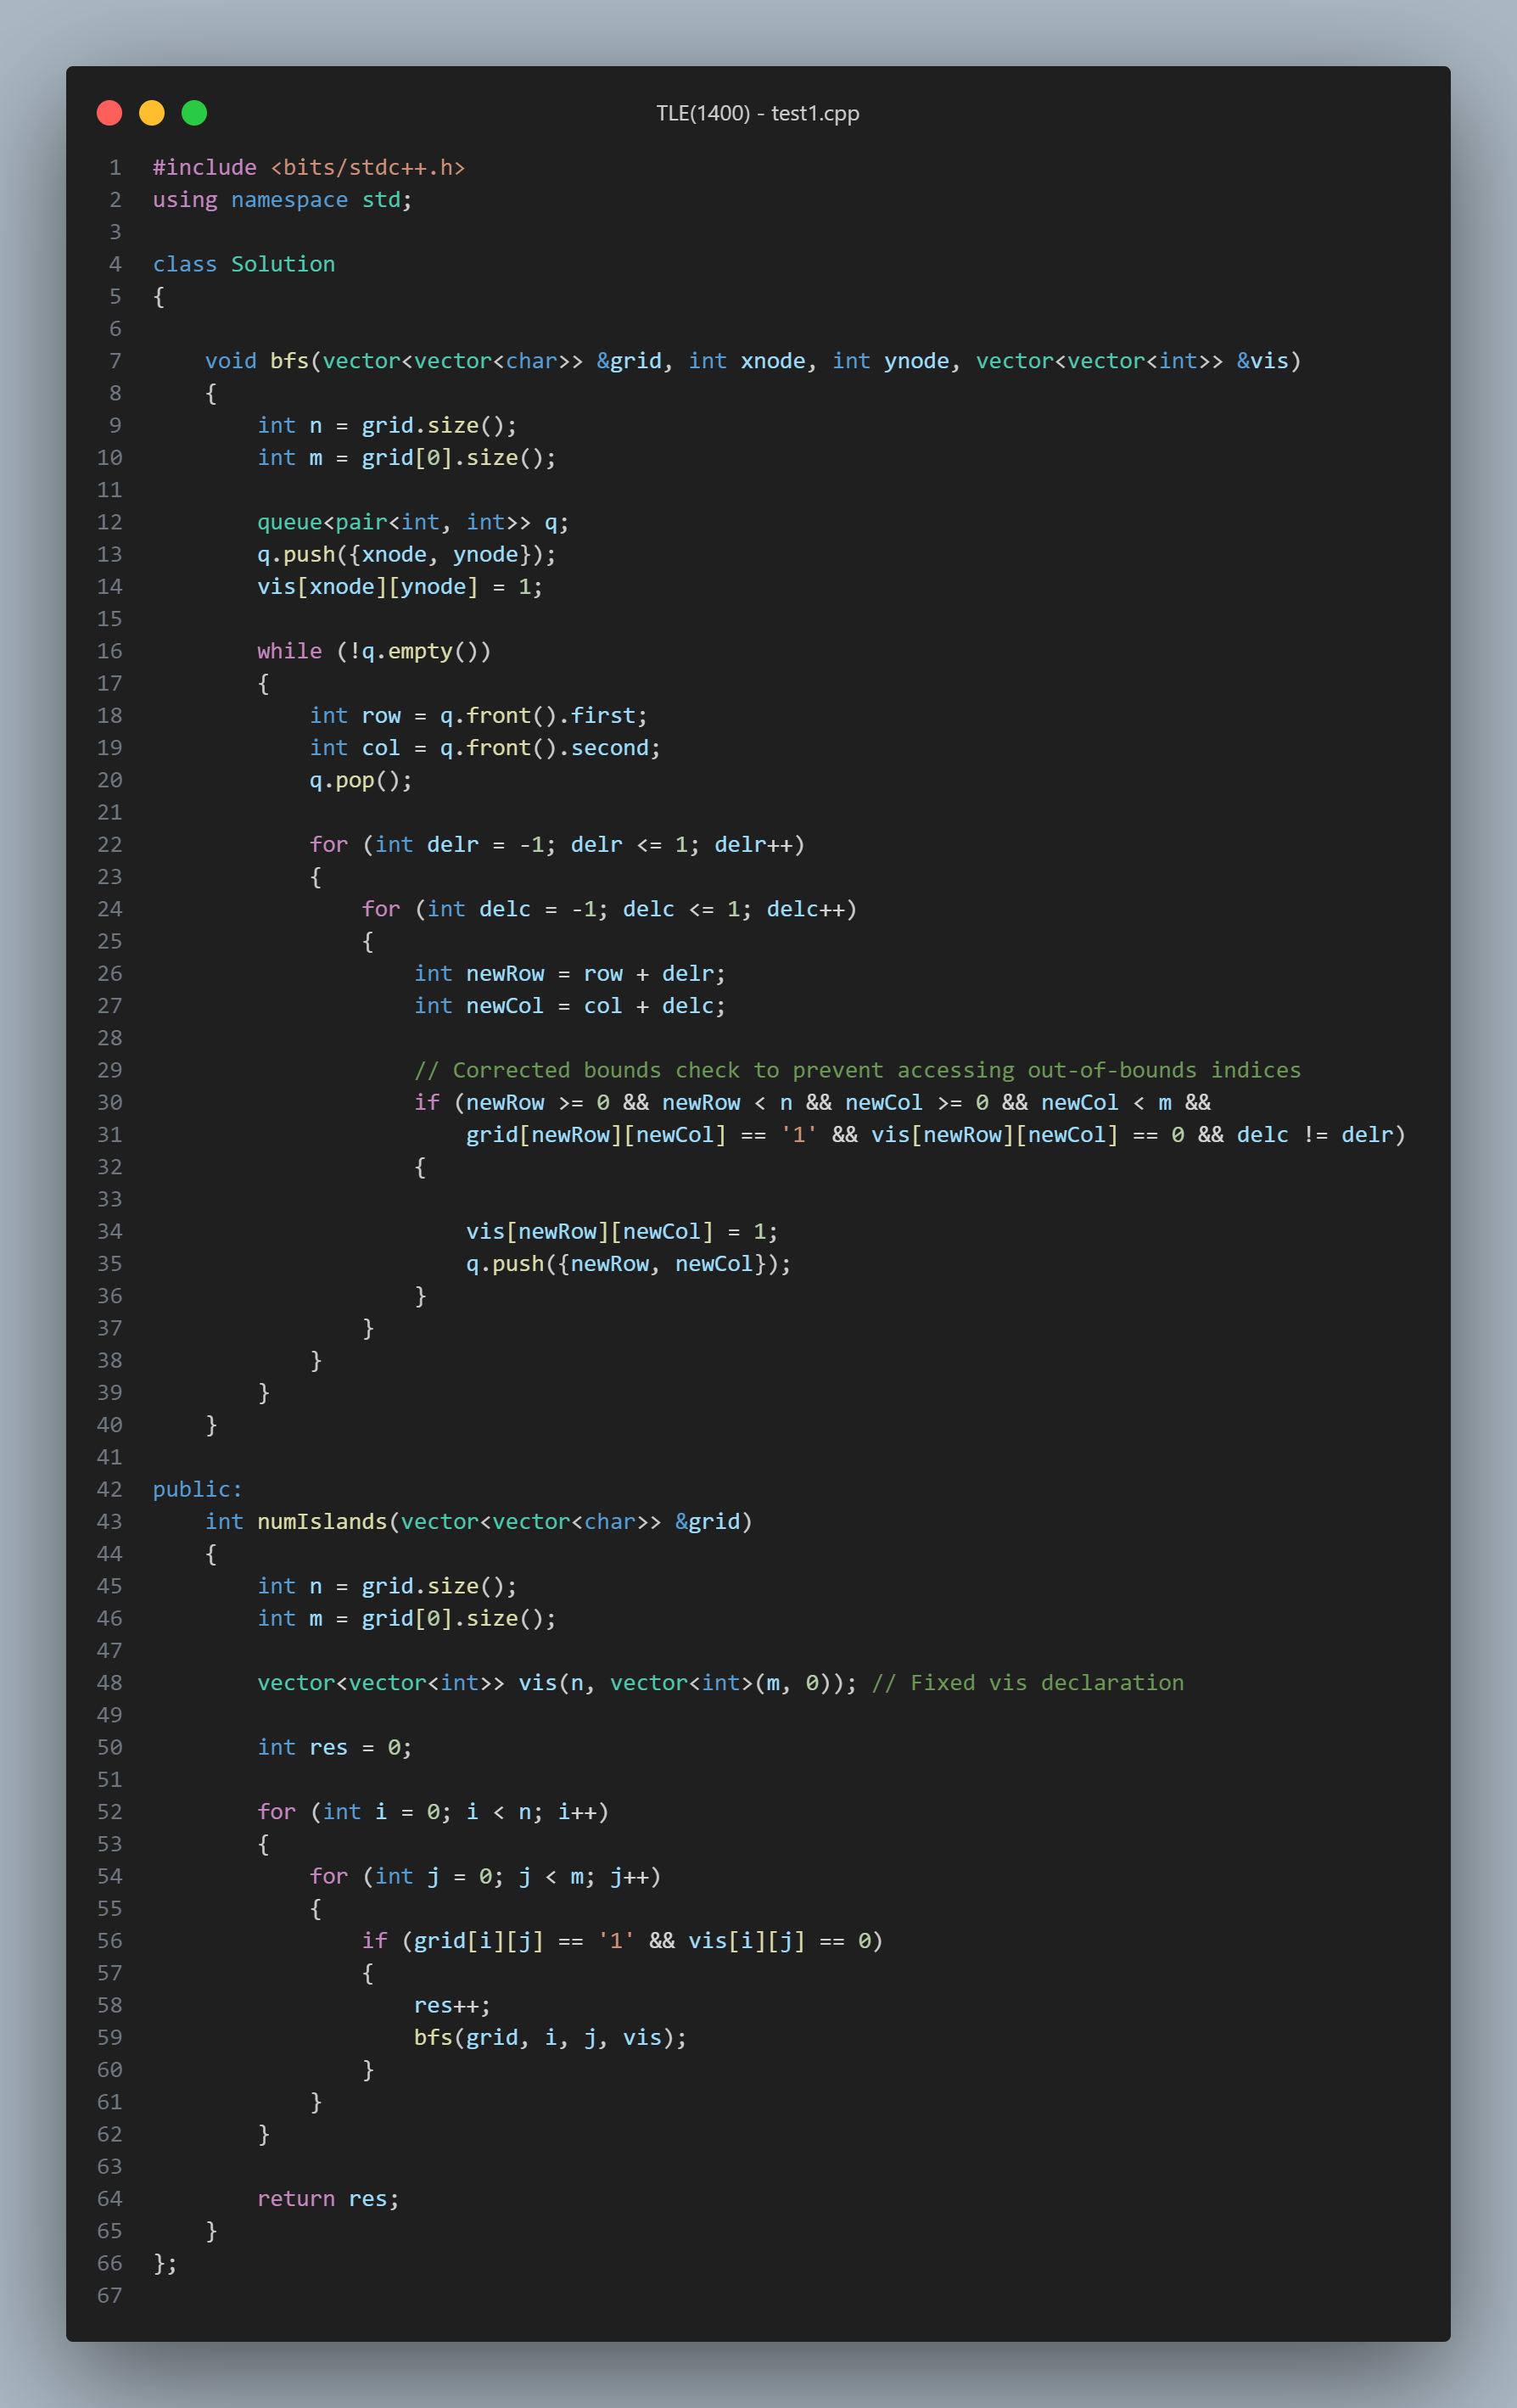 TLE(1400) - test1.cpp
1 #include <bits/stdc++.h>
2 using namespace std;
3
4 class Solution
5 {
6
7     void bfs(vector<vector<char>> &grid, int xnode, int ynode, vector<vector<int>> &vis)
8     {
9         int n = grid.size();
10         int m = grid[0].size();
11
12         queue<pair<int, int>> q;
13         q.push({xnode, ynode});
14         vis[xnode][ynode] = 1;
15
16         while (!q.empty())
17         {
18             int row = q.front().first;
19             int col = q.front().second;
20             q.pop();
21
22             for (int delr = -1; delr <= 1; delr++)
23             {
24                 for (int delc = -1; delc <= 1; delc++)
25                 {
26                     int newRow = row + delr;
27                     int newCol = col + delc;
28
29                     // Corrected bounds check to prevent accessing out-of-bounds indices
30                     if (newRow >= 0 && newRow < n && newCol >= 0 && newCol < m &&
31                         grid[newRow][newCol] == '1' && vis[newRow][newCol] == 0 && delc != delr)
32                     {
33
34                         vis[newRow][newCol] = 1;
35                         q.push({newRow, newCol});
36                     }
37                 }
38             }
39         }
40     }
41
42 public:
43     int numIslands(vector<vector<char>> &grid)
44     {
45         int n = grid.size();
46         int m = grid[0].size();
47
48         vector<vector<int>> vis(n, vector<int>(m, 0)); // Fixed vis declaration
49
50         int res = 0;
51
52         for (int i = 0; i < n; i++)
53         {
54             for (int j = 0; j < m; j++)
55             {
56                 if (grid[i][j] == '1' && vis[i][j] == 0)
57                 {
58                     res++;
59                     bfs(grid, i, j, vis);
60                 }
61             }
62         }
63
64         return res;
65     }
66 };
67